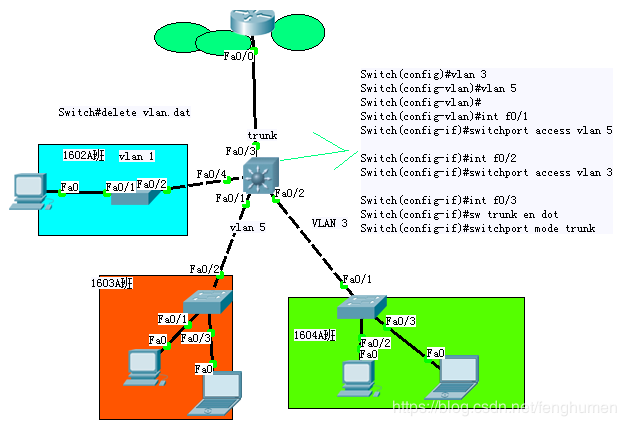 Fa0/0
Switch(config)#vlan 3
Switch(config-vlan)#vlan 5
Switch(config-vlan)#
Switch(config-vlan)#int f0/1
Switch(config-if)#switchport access vlan 5
Switch(config-if)#int f0/2
Switch(config-if)#switchport access vlan 3
Switch(config-if)#int f0/3
Switch(config-if)#sw trunk en dot
Switch(config-if)#switchport mode trunk
Switch#delete vlan.dat
trunk
Fa0/3
1602A班
vlan 1
Fa0/4
Fa0
Fa0/1
Fa0/2
Fa0/1
Fa0/2
vlan 5
VLAN 3
Fa0/2
1603A班
Fa0/1
Fa0/3
Fa0
Fa0
Fa0/1
1604A班
Fa0/3
Fa0/2
Fa0
Fa0
https://blog.csdn.net/fenghumen